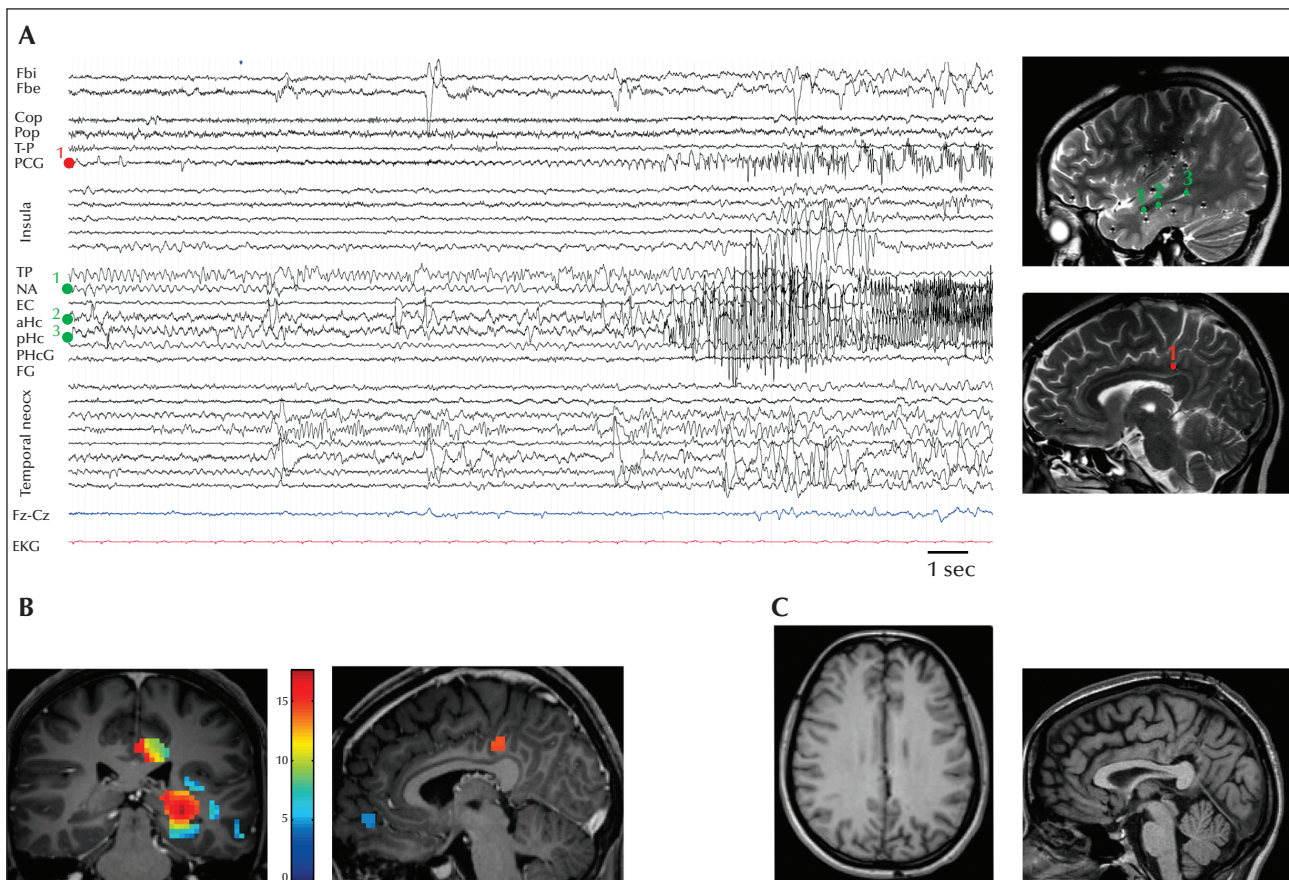 A
Fbi
Fbe
Cop
Pop
T-P
1
PCG
Insula
TP
1
NA
EC
2
aHc
3
pHc
PHcG
FG
Temporal neocx
Fz-Cz
EKG
1 sec
1 2 3
1
B
15
10
5
0
C